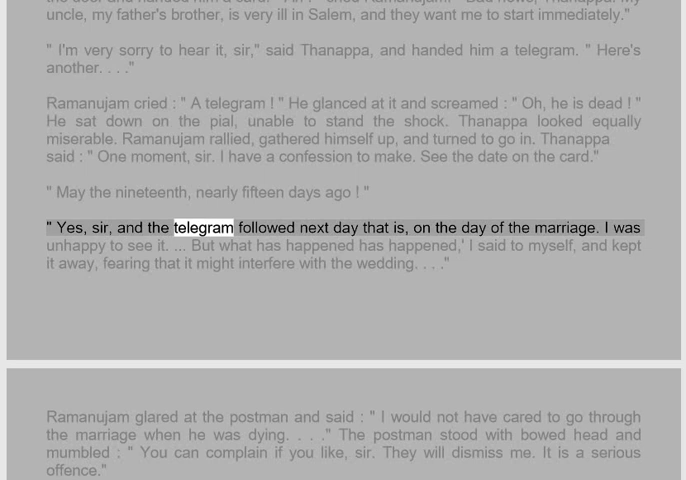 uncle, my father's brother, is very ill in Salem, and they want me to start immediately."
" I'm very sorry to hear it, sir," said Thanappa, and handed him a telegram. " Here's
another. . . ."
Ramanujam cried : " A telegram ! " He glanced at it and screamed : " Oh, he is dead ! "
He sat down on the pial, unable to stand the shock. Thanappa looked equally
miserable. Ramanujam rallied, gathered himself up, and turned to go in. Thanappa
said : " One moment, sir. I have a confession to make. See the date on the card."
" May the nineteenth, nearly fifteen days ago ! "
" Yes, sir, and the telegram followed next day that is, on the day of the marriage. I was
unhappy to see it. ... But what has happened has happened,' I said to myself, and kept
it away, fearing that it might interfere with the wedding. . . ."
Ramanujam glared at the postman and said : " I would not have cared to go through
the marriage when he was dying. . . ." The postman stood with bowed head and
mumbled : " You can complain if you like, sir. They will dismiss me. It is a serious
offence."